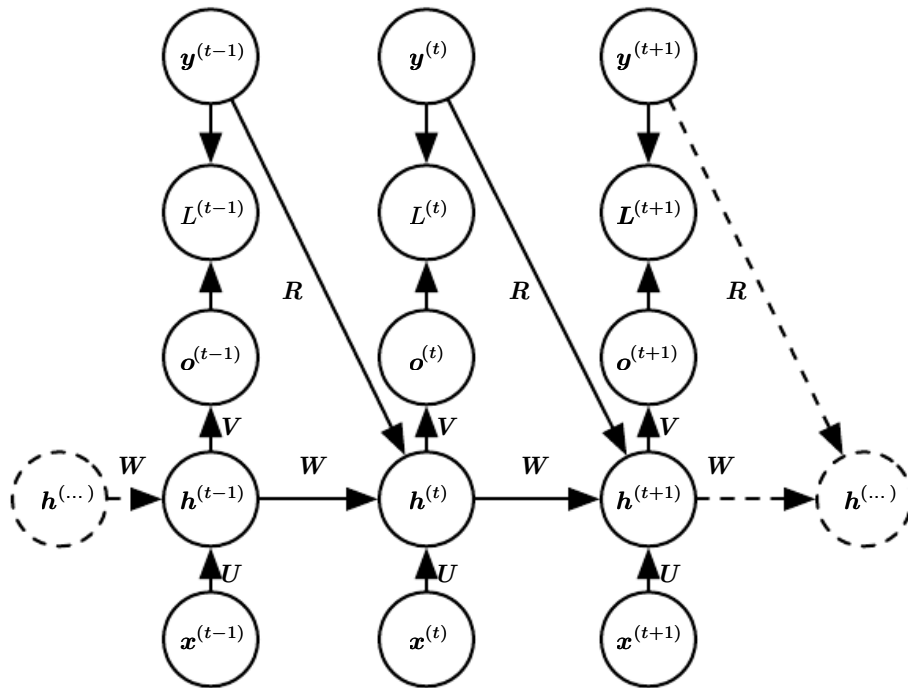 y^(t−1) y^(t) y^(t+1)
L^(t−1) L^(t) L^(t+1)
R R R
o^(t−1) o^(t) o^(t+1)
V V V
W W W W
h^(...) h^(t−1) h^(t) h^(t+1) h^(...)
U U U
x^(t−1) x^(t) x^(t+1)